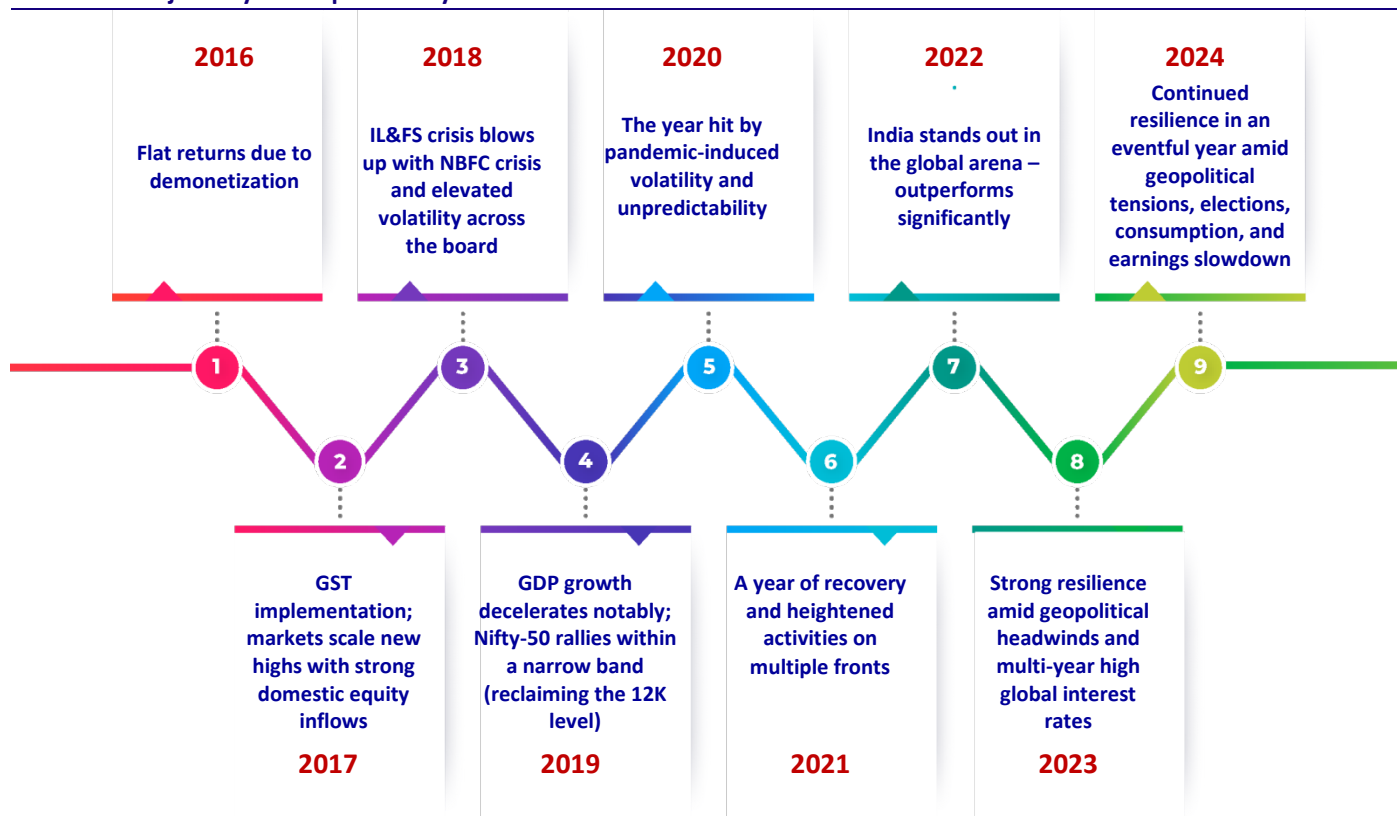 2016
Flat returns due to
demonetization
2018
IL&FS crisis blows
up with NBFC crisis
and elevated
volatility across
the board
2020
The year hit by
pandemic-induced
volatility and
unpredictability
2022
India stands out in
the global arena –
outperforms
significantly
2024
Continued
resilience in an
eventful year amid
geopolitical
tensions, elections,
consumption, and
earnings slowdown
1
3
5
7
9
2
4
6
8
GST
implementation;
markets scale new
highs with strong
domestic equity
inflows
2017
GDP growth
decelerates notably;
Nifty-50 rallies within
a narrow band
(reclaiming the 12K
level)
2019
A year of recovery
and heightened
activities on
multiple fronts
2021
Strong resilience
amid geopolitical
headwinds and
multi-year high
global interest
rates
2023